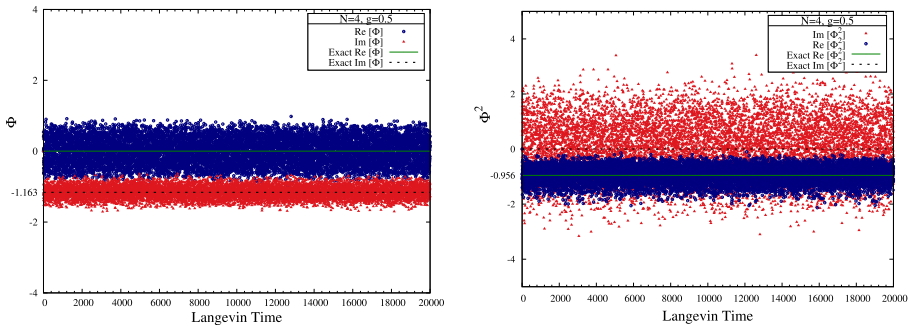 N=4, g=0.5
Re [Φ]
Im [Φ]
Exact Re [Φ]
Exact Im [Φ]
4
2
0
-1.163
-2
-4
Φ
0 2000 4000 6000 8000 10000 12000 14000 16000 18000 20000
Langevin Time
N=4, g=0.5
Im [Φ²]
Re [Φ²]
Exact Re [Φ²]
Exact Im [Φ²]
4
2
0
-0.956
-2
-4
Φ²
0 2000 4000 6000 8000 10000 12000 14000 16000 18000 20000
Langevin Time